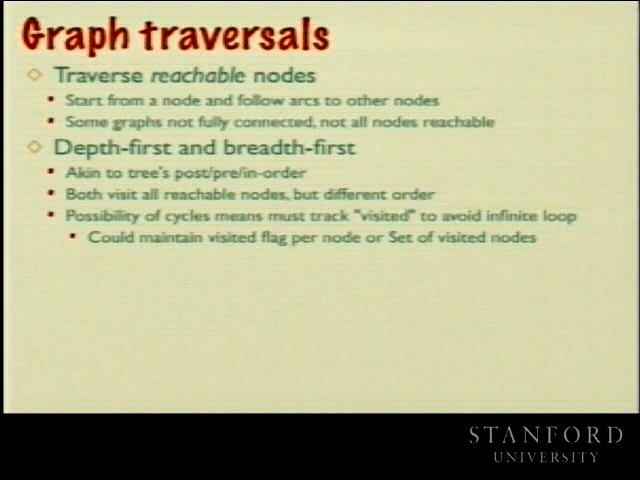 Graph traversals
Traverse reachable nodes
Start from a node and follow arcs to other nodes
Some graphs not fully connected, not all nodes reachable
Depth-first and breadth-first
Akin to tree's post/pre/in-order
Both visit all reachable nodes, but different order
Possibility of cycles means must track "visited" to avoid infinite loop
Could maintain visited flag per node or Set of visited nodes
STANFORD
UNIVERSITY